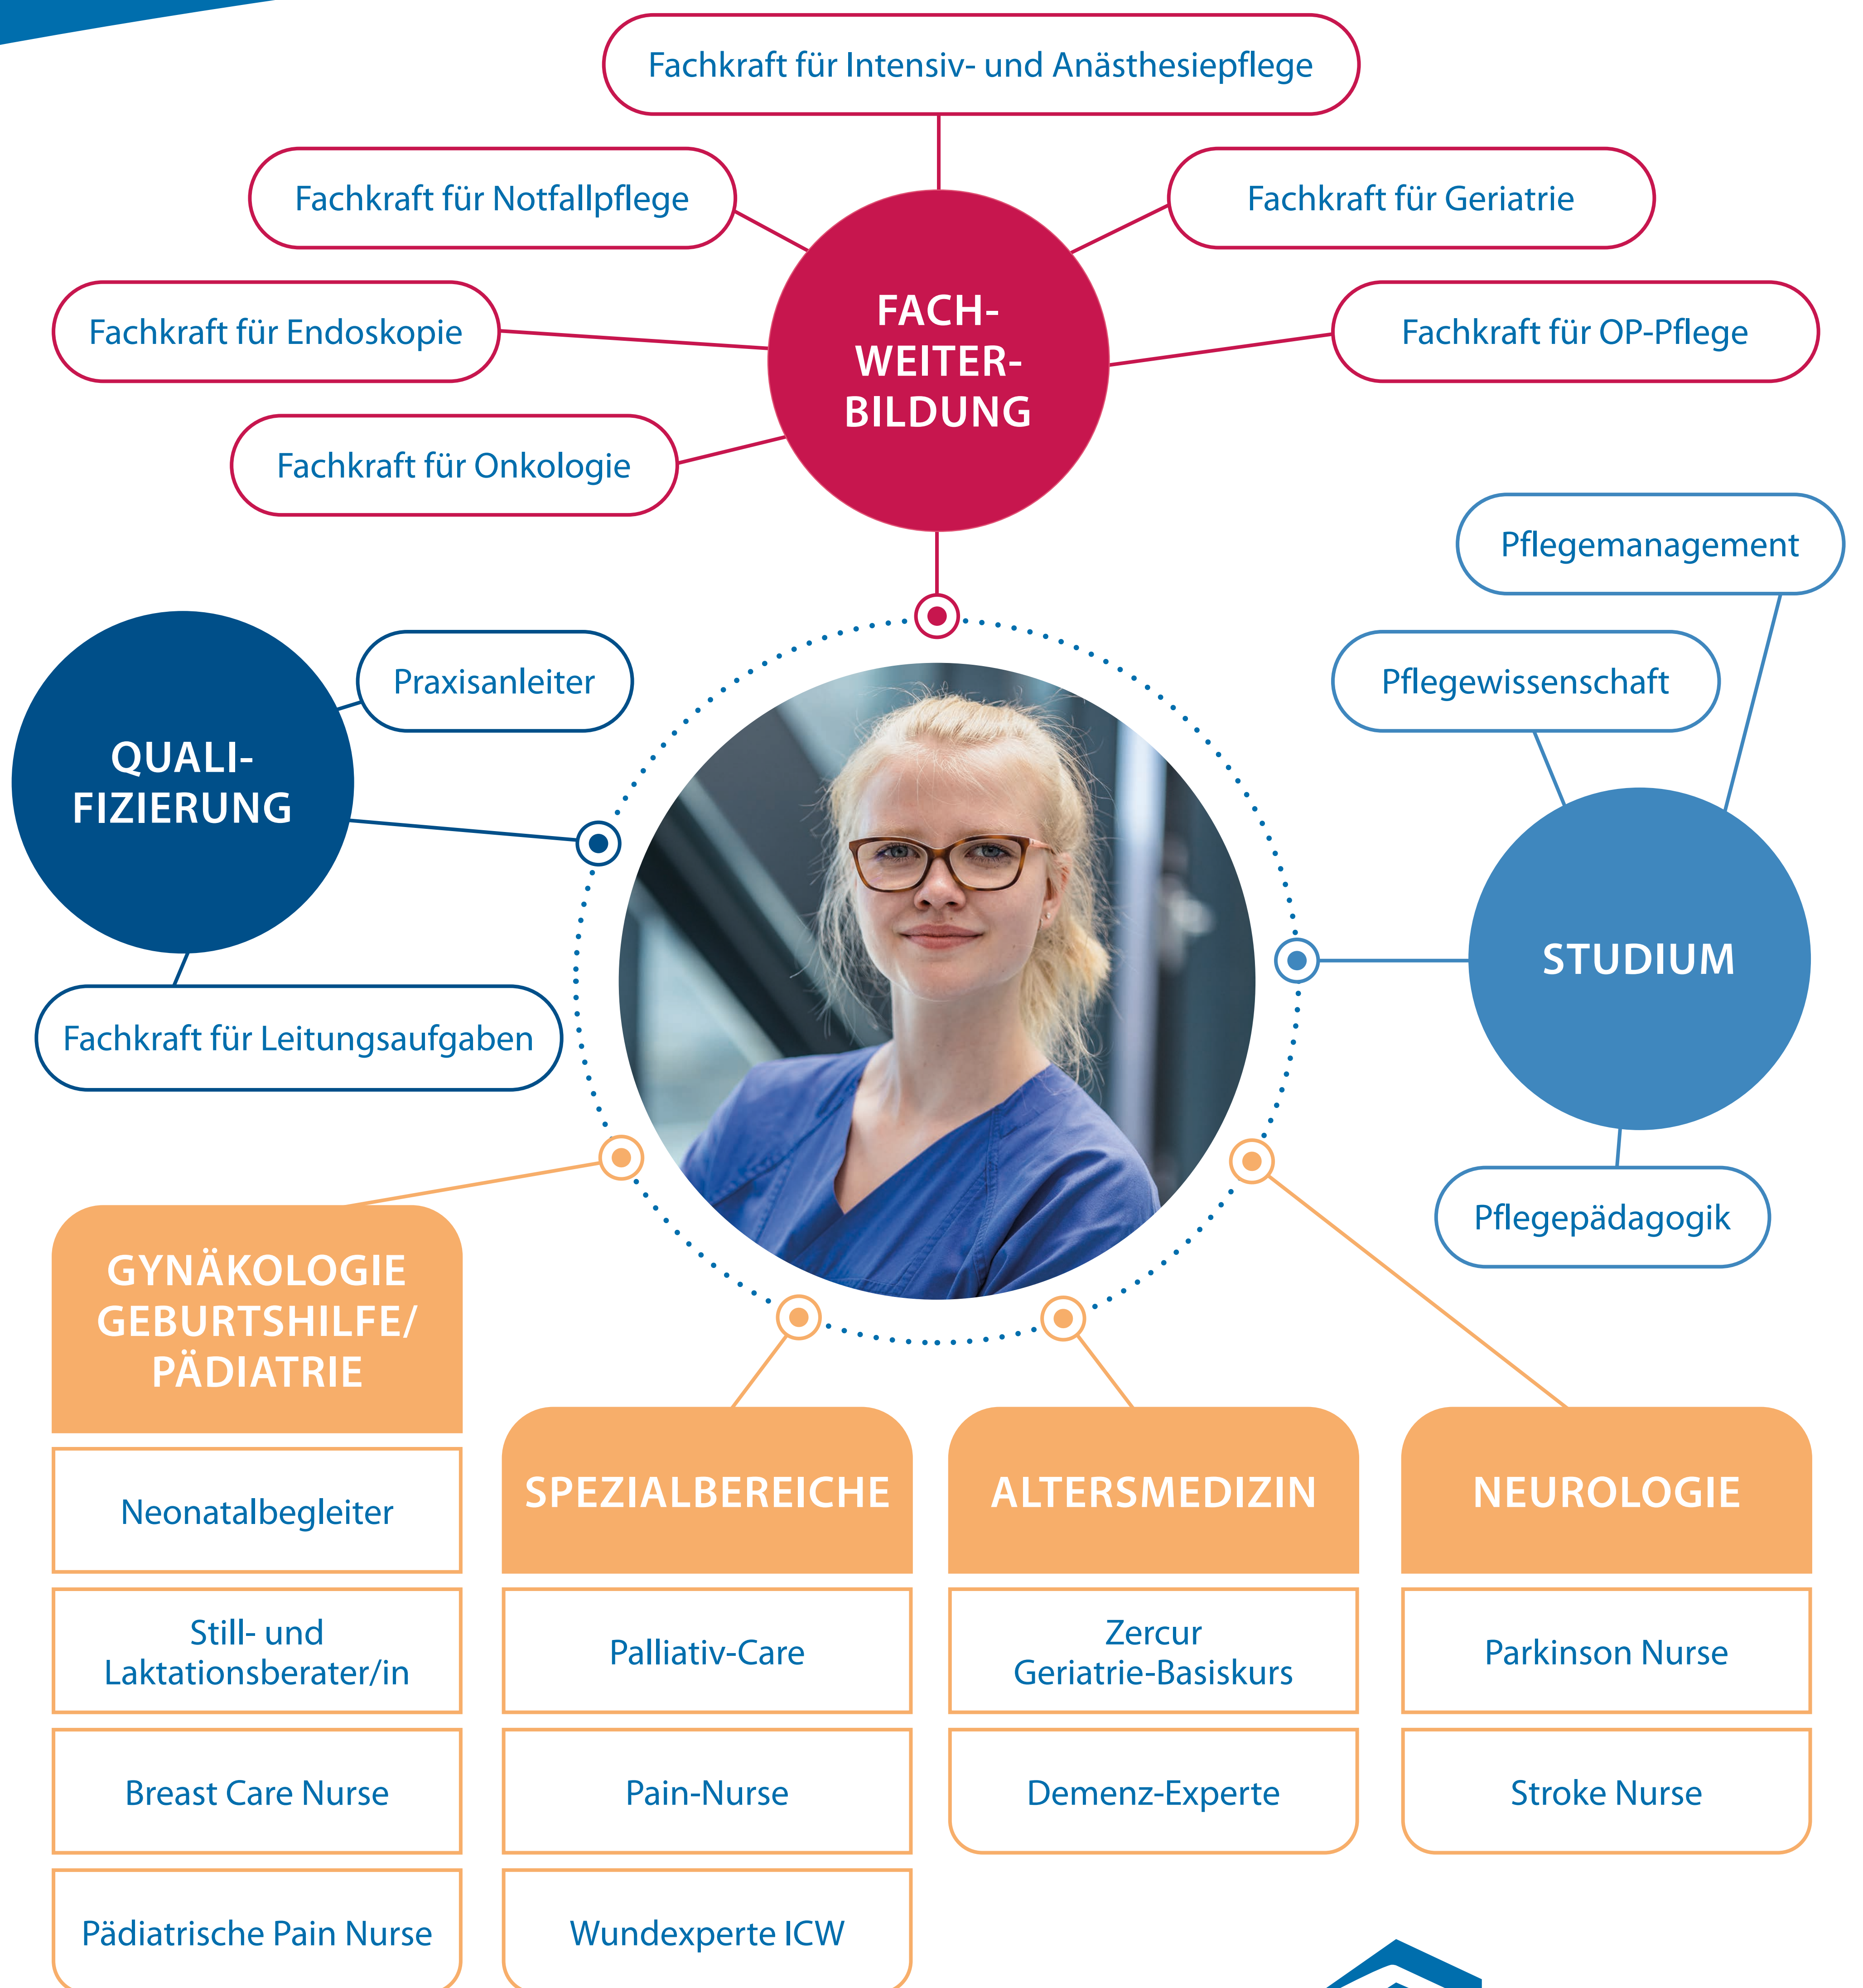 Fachkraft für Intensiv- und Anästhesiepflege
Fachkraft für Notfallpflege
Fachkraft für Geriatrie
Fachkraft für Endoskopie
Fachkraft für OP-Pflege
Fachkraft für Onkologie
FACH-
WEITER-
BILDUNG
Pflegemanagement
Pflegewissenschaft
STUDIUM
Pflegepädagogik
Praxisanleiter
QUALI-
FIZIERUNG
Fachkraft für Leitungsaufgaben
GYNÄKOLOGIE
GEBURTSHILFE/
PÄDIATRIE
Neonatalbegleiter
Still- und
Laktationsberater/in
Breast Care Nurse
Pädiatrische Pain Nurse
SPEZIALBEREICHE
Palliativ-Care
Pain-Nurse
Wundexperte ICW
ALTERSMEDIZIN
Zercur
Geriatrie-Basiskurs
Demenz-Experte
NEUROLOGIE
Parkinson Nurse
Stroke Nurse